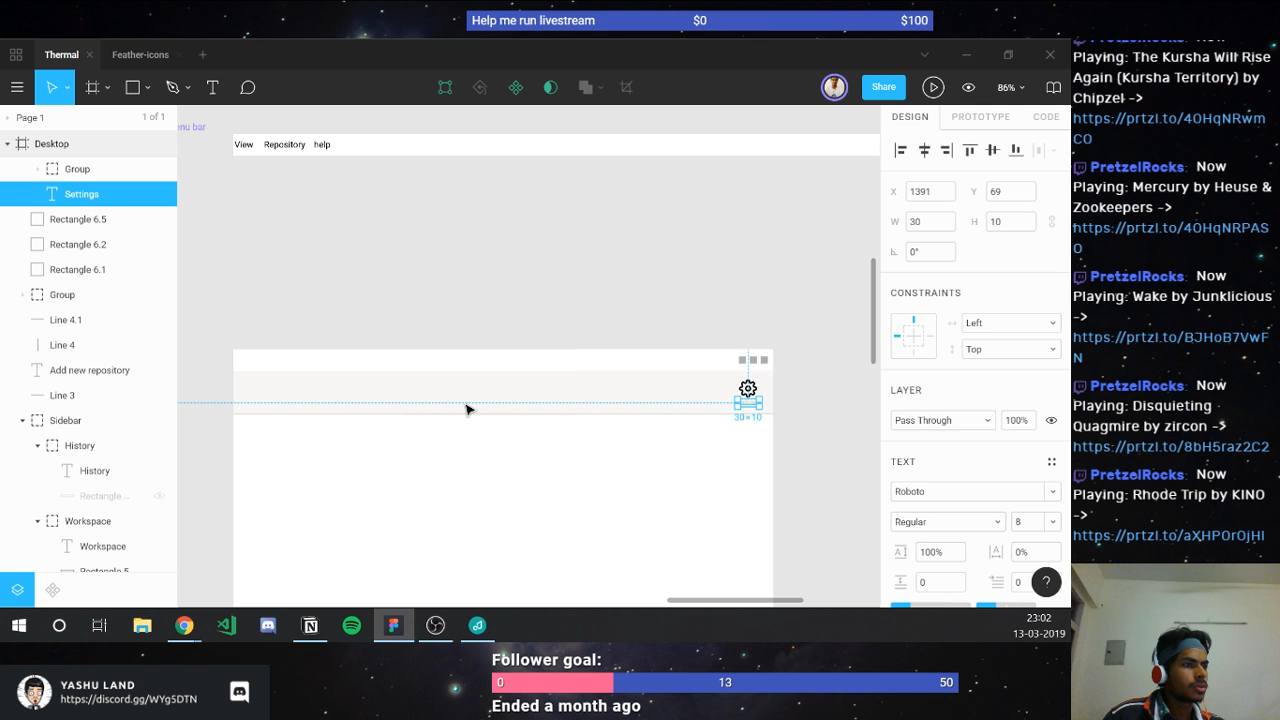 Help me run livestream $0 $100
Thermal
Feather-icons
Share
86%
Page 1
1 of 1
Desktop
Group
Settings
Rectangle 6.5
Rectangle 6.2
Rectangle 6.1
Group
Line 4.1
Line 4
Add new repository
Line 3
Sidebar
History
History
Rectangle ...
Workspace
Workspace
Rectangle 5
nu bar
View Repository help
30×10
DESIGN PROTOTYPE CODE
X 1391 Y 69
W 30 H 10
0°
CONSTRAINTS
Left
Top
LAYER
Pass Through 100%
TEXT
Roboto
Regular 8
100% 0%
0 0
?
23:02
13-03-2019
PretzelRocks: Now
Playing: The Kursha Will Rise
Again (Kursha Territory) by
Chipzel ->
https://prtzl.to/40HqNRwm
CO
PretzelRocks: Now
Playing: Mercury by Heuse &
Zookeepers ->
https://prtzl.to/40HqNRPAS
O
PretzelRocks: Now
Playing: Wake by Junklicious
->
https://prtzl.to/BJHoB7VwF
N
PretzelRocks: Now
Playing: Disquieting
Quagmire by zircon ->
https://prtzl.to/8bH5raz2C2
PretzelRocks: Now
Playing: Rhode Trip by KINO
->
https://prtzl.to/aXHP0rOjHI
YASHU LAND
https://discord.gg/WYg5DTN
Follower goal:
0 13 50
Ended a month ago